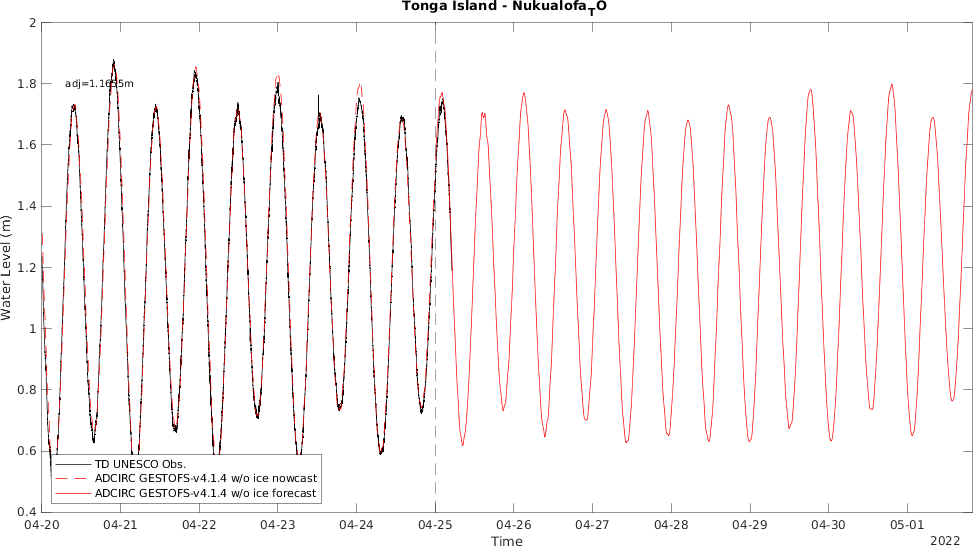 Tonga Island - Nukualofa_TO
2
1.8
1.6
1.4
1.2
1
0.8
0.6
0.4
Water Level (m)
TD UNESCO Obs.
ADCIRC GESTOFS-v4.1.4 w/o ice nowcast
ADCIRC GESTOFS-v4.1.4 w/o ice forecast
04-20 04-21 04-22 04-23 04-24 04-25 04-26 04-27 04-28 04-29 04-30 05-01
Time
2022